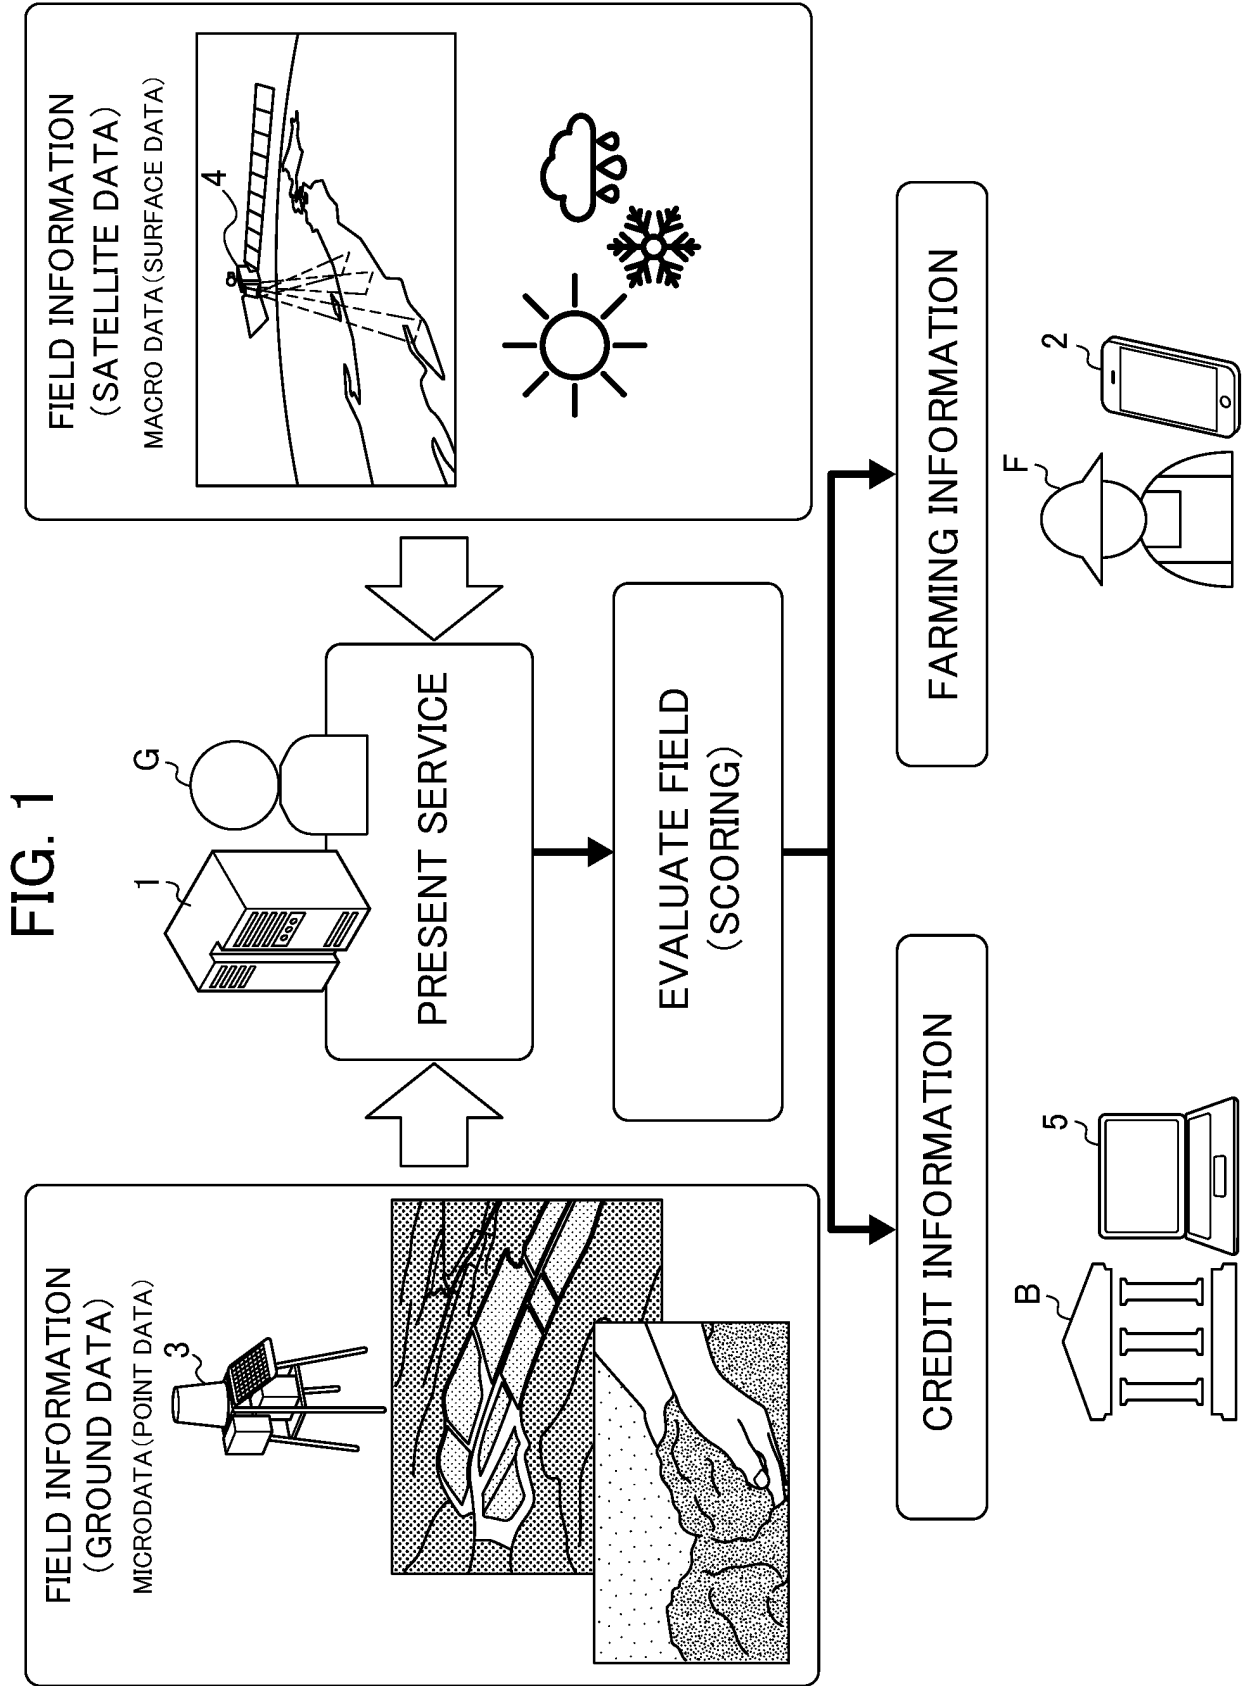 FIG. 1
FIELD INFORMATION
(GROUND DATA)
MICRODATA(POINT DATA)
3
1
G
PRESENT SERVICE
FIELD INFORMATION
(SATELLITE DATA)
MACRO DATA(SURFACE DATA)
4
EVALUATE FIELD
(SCORING)
CREDIT INFORMATION
B
5
FARMING INFORMATION
F
2